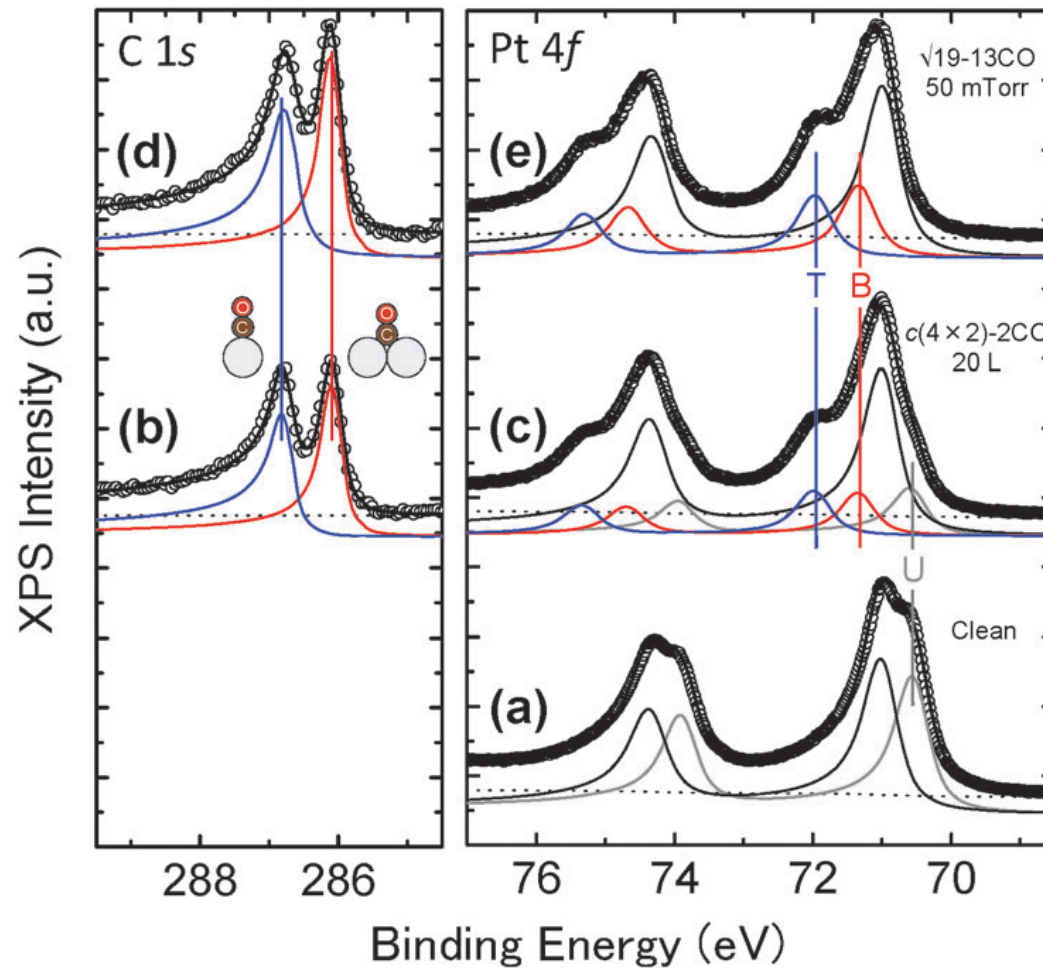 C 1s
Pt 4f
√19-13CO
50 mTorr
(d)
(e)
T
B
O
C
O
C
c(4×2)-2CO
20 L
(b)
(c)
U
Clean
(a)
XPS Intensity (a.u.)
288
286
76
74
72
70
Binding Energy (eV)